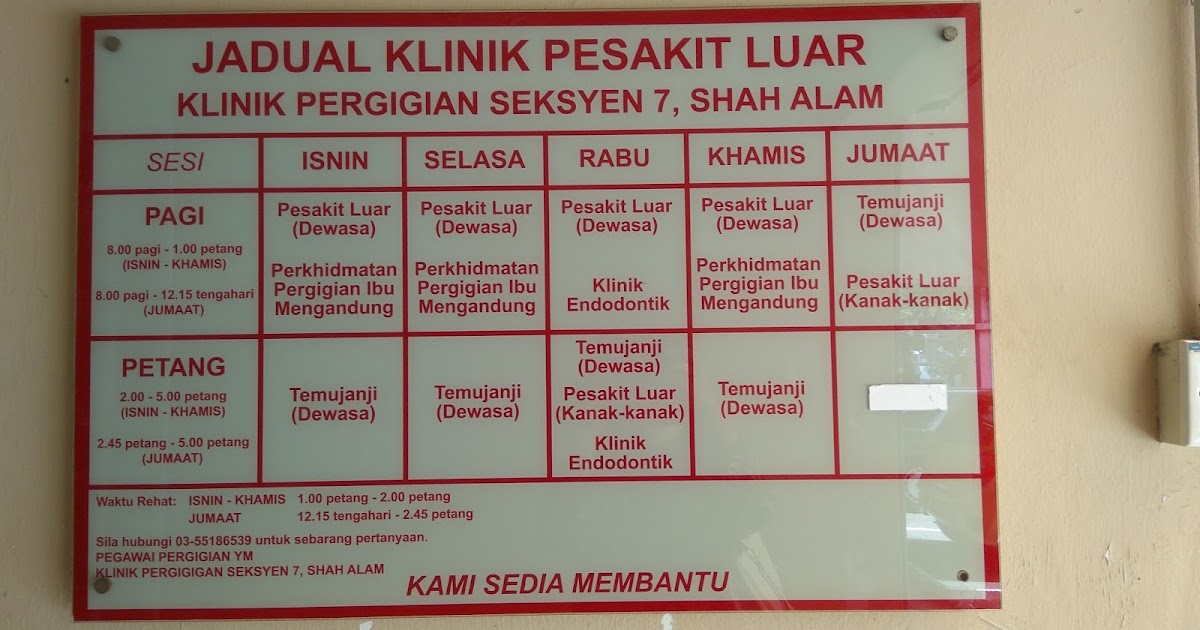 JADUAL KLINIK PESAKIT LUAR
KLINIK PERGIGIAN SEKSYEN 7, SHAH ALAM
SESI ISNIN SELASA RABU KHAMIS JUMAAT
PAGI
8.00 pagi - 1.00 petang
(ISNIN - KHAMIS)
8.00 pagi - 12.15 tengahari
(JUMAAT)
Pesakit Luar
(Dewasa)
Perkhidmatan
Pergigian Ibu
Mengandung
Pesakit Luar
(Dewasa)
Perkhidmatan
Pergigian Ibu
Mengandung
Pesakit Luar
(Dewasa)
Klinik
Endodontik
Pesakit Luar
(Dewasa)
Perkhidmatan
Pergigian Ibu
Mengandung
Temujanji
(Dewasa)
Pesakit Luar
(Kanak-kanak)
PETANG
2.00 - 5.00 petang
(ISNIN - KHAMIS)
2.45 petang - 5.00 petang
(JUMAAT)
Temujanji
(Dewasa)
Temujanji
(Dewasa)
Temujanji
(Dewasa)
Pesakit Luar
(Kanak-kanak)
Klinik
Endodontik
Temujanji
(Dewasa)
Waktu Rehat: ISNIN - KHAMIS 1.00 petang - 2.00 petang
JUMAAT 12.15 tengahari - 2.45 petang
Sila hubungi 03-55186539 untuk sebarang pertanyaan.
PEGAWAI PERGIGIAN YM
KLINIK PERGIGIGAN SEKSYEN 7, SHAH ALAM
KAMI SEDIA MEMBANTU